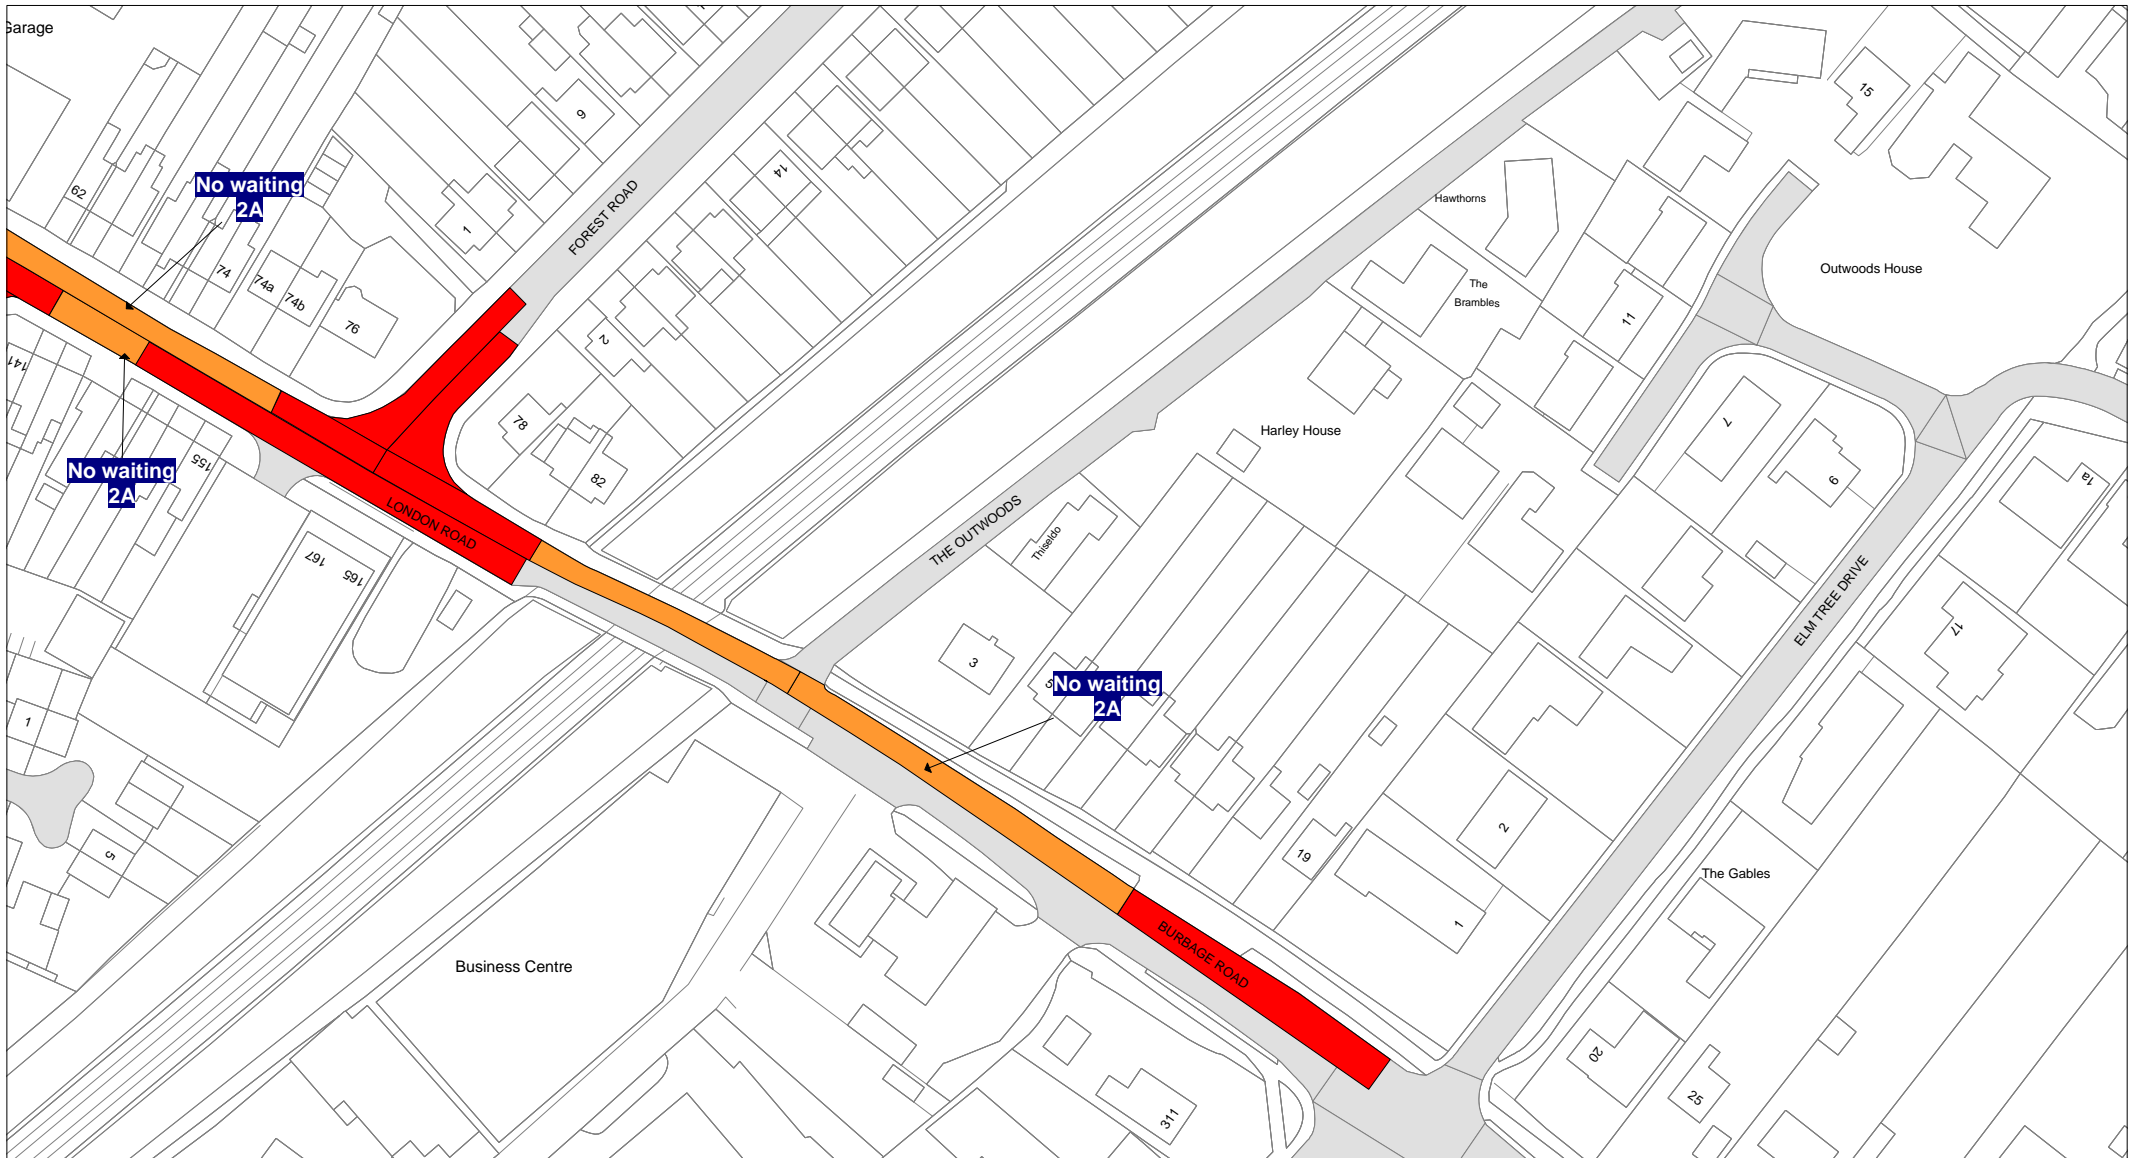 Garage
15
6
14
62
No waiting
2A
1
FOREST ROAD
Hawthorns
74
74a
74b
76
The
Brambles
Outwoods House
11
2
141
78
7
Harley House
155
82
9
1a
LONDON ROAD
THE OUTWOODS
Thiseldo
167
165
ELM TREE DRIVE
No waiting
2A
17
3
5
No waiting
2A
1
2
19
5
The Gables
1
BURBAGE ROAD
Business Centre
20
25
311